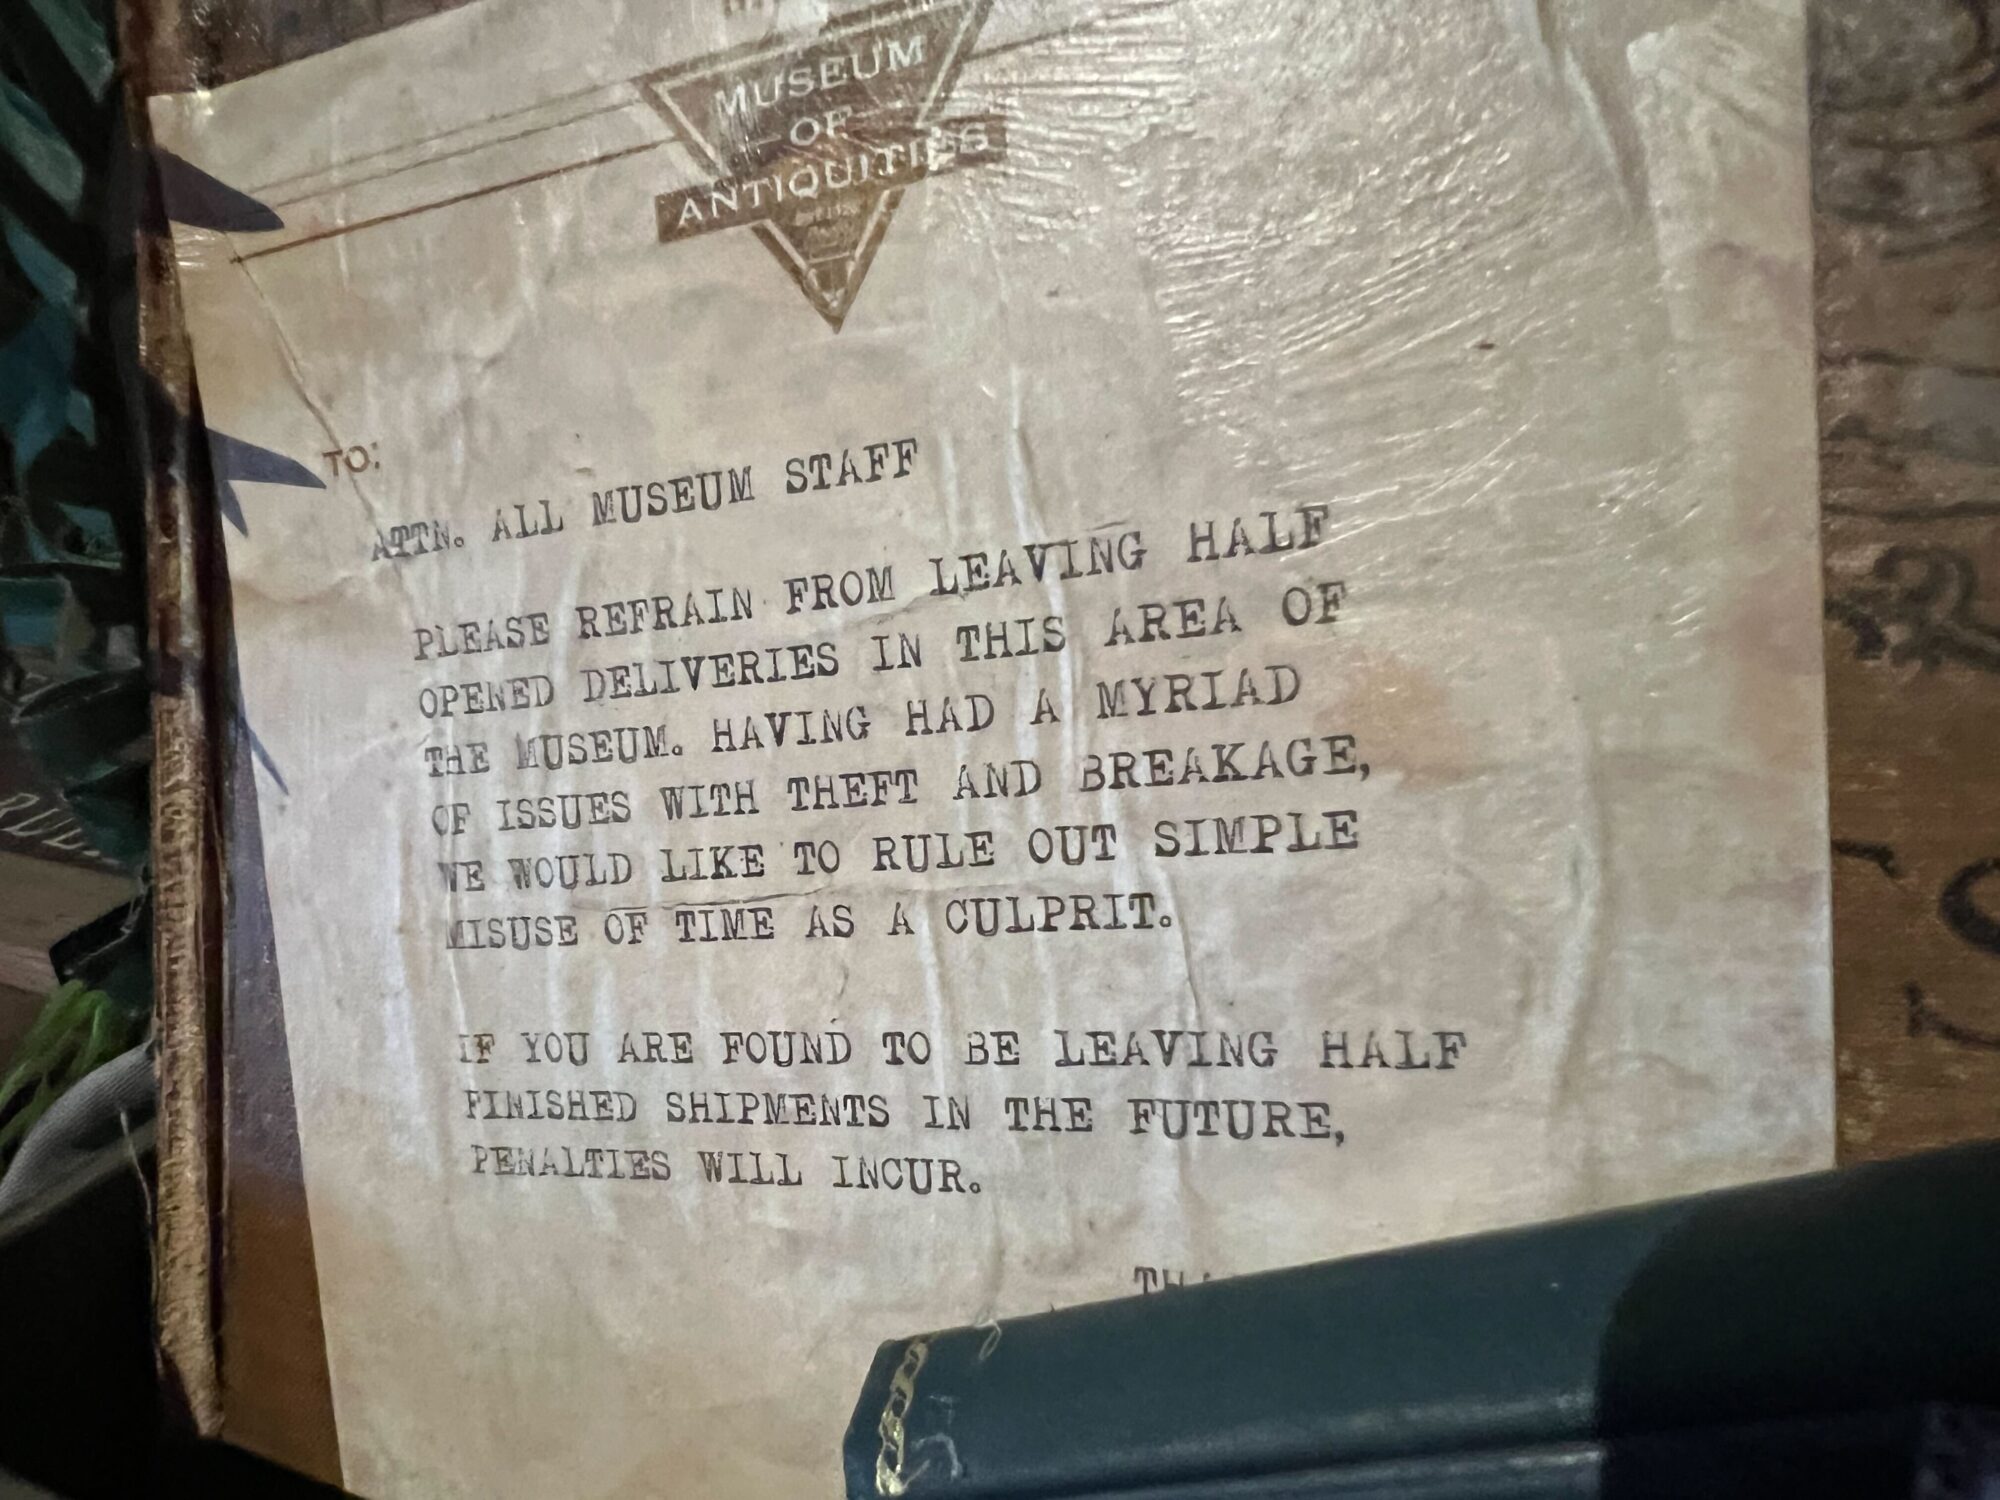 MUSEUM
OF
ANTIQUITIES
TO:
ATTN. ALL MUSEUM STAFF
PLEASE REFRAIN FROM LEAVING HALF
OPENED DELIVERIES IN THIS AREA OF
THE MUSEUM. HAVING HAD A MYRIAD
OF ISSUES WITH THEFT AND BREAKAGE,
WE WOULD LIKE TO RULE OUT SIMPLE
MISUSE OF TIME AS A CULPRIT.
IF YOU ARE FOUND TO BE LEAVING HALF
FINISHED SHIPMENTS IN THE FUTURE,
PENALTIES WILL INCUR.